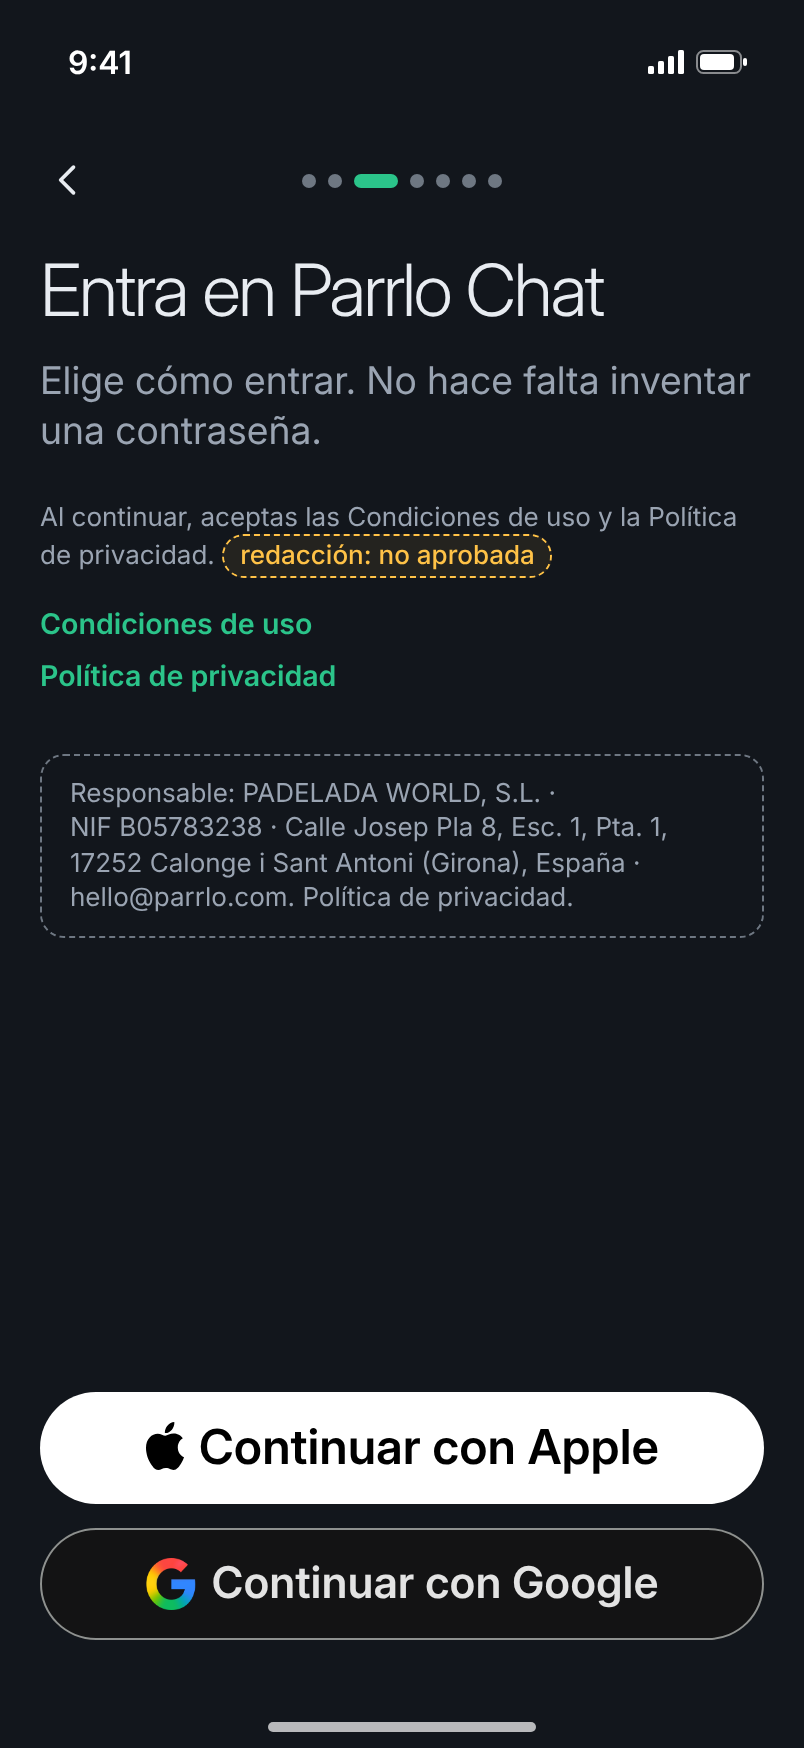 9:41
Entra en Parrlo Chat
Elige cómo entrar. No hace falta inventar
una contraseña.
Al continuar, aceptas las Condiciones de uso y la Política
de privacidad. redacción: no aprobada
Condiciones de uso
Política de privacidad
Responsable: PADELADA WORLD, S.L. ·
NIF B05783238 · Calle Josep Pla 8, Esc. 1, Pta. 1,
17252 Calonge i Sant Antoni (Girona), España ·
hello@parrlo.com. Política de privacidad.
Continuar con Apple
Continuar con Google